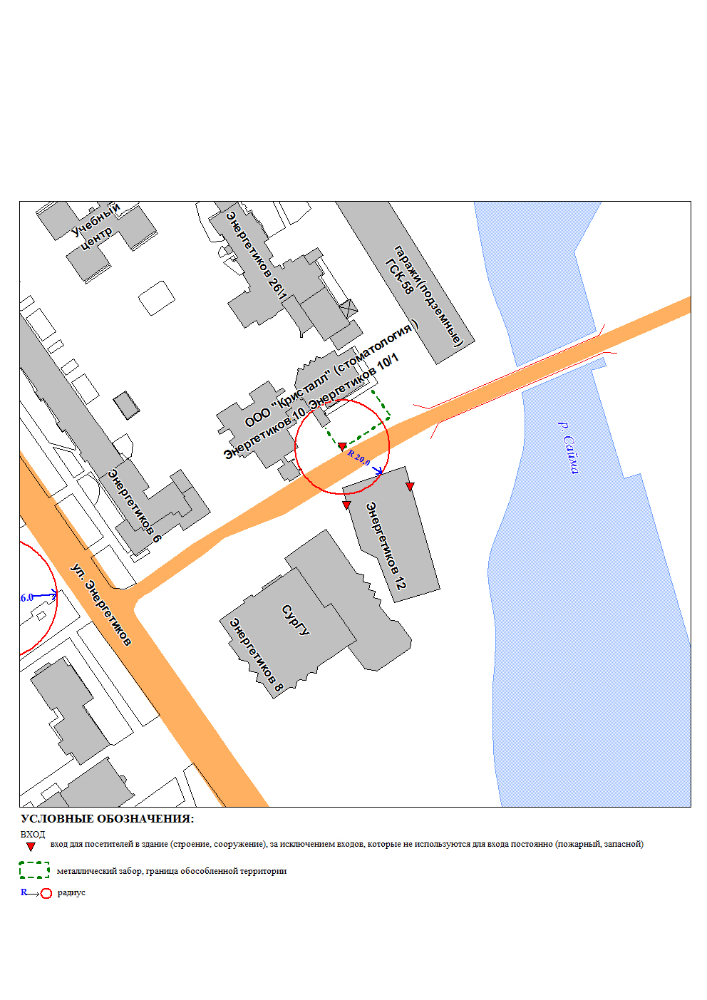 Учебный
центр
Энергетиков 26\1
гаражи(подземные)
ГСК-58
ООО "Кристалл" (стоматология )
Энергетиков 10 Энергетиков 10/1
R 20.0
р. Сайма
Энергетиков 6
Энергетиков 12
ул. Энергетиков
6.0
СурГУ
Энергетиков 8
УСЛОВНЫЕ ОБОЗНАЧЕНИЯ:
ВХОД
вход для посетителей в здание (строение, сооружение), за исключением входов, которые не используются для входа постоянно (пожарный, запасной)
металлический забор, граница обособленной территории
R радиус